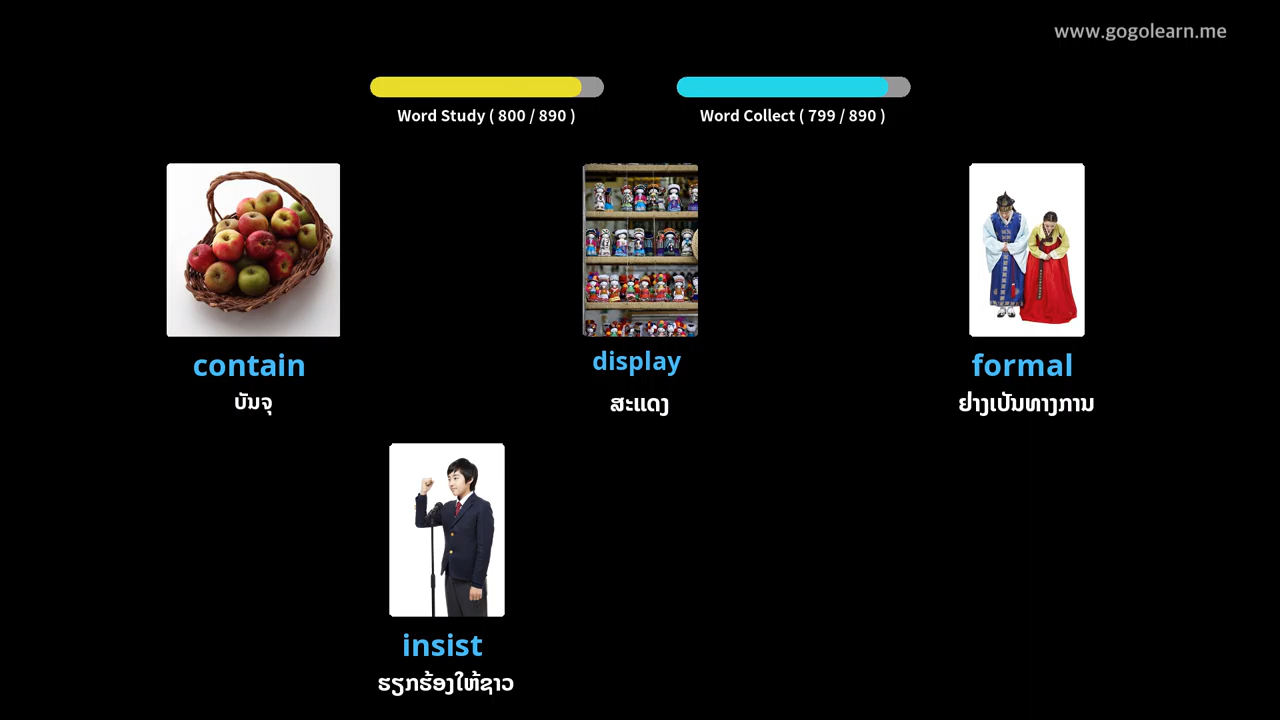 www.gogolearn.me
Word Study ( 800 / 890 )
Word Collect ( 799 / 890 )
contain
ບັນຈຸ
display
ສະແດງ
formal
ຢ່າງເປັນທາງການ
insist
ຮຽກຮ້ອງໃຫ້ຊາວ